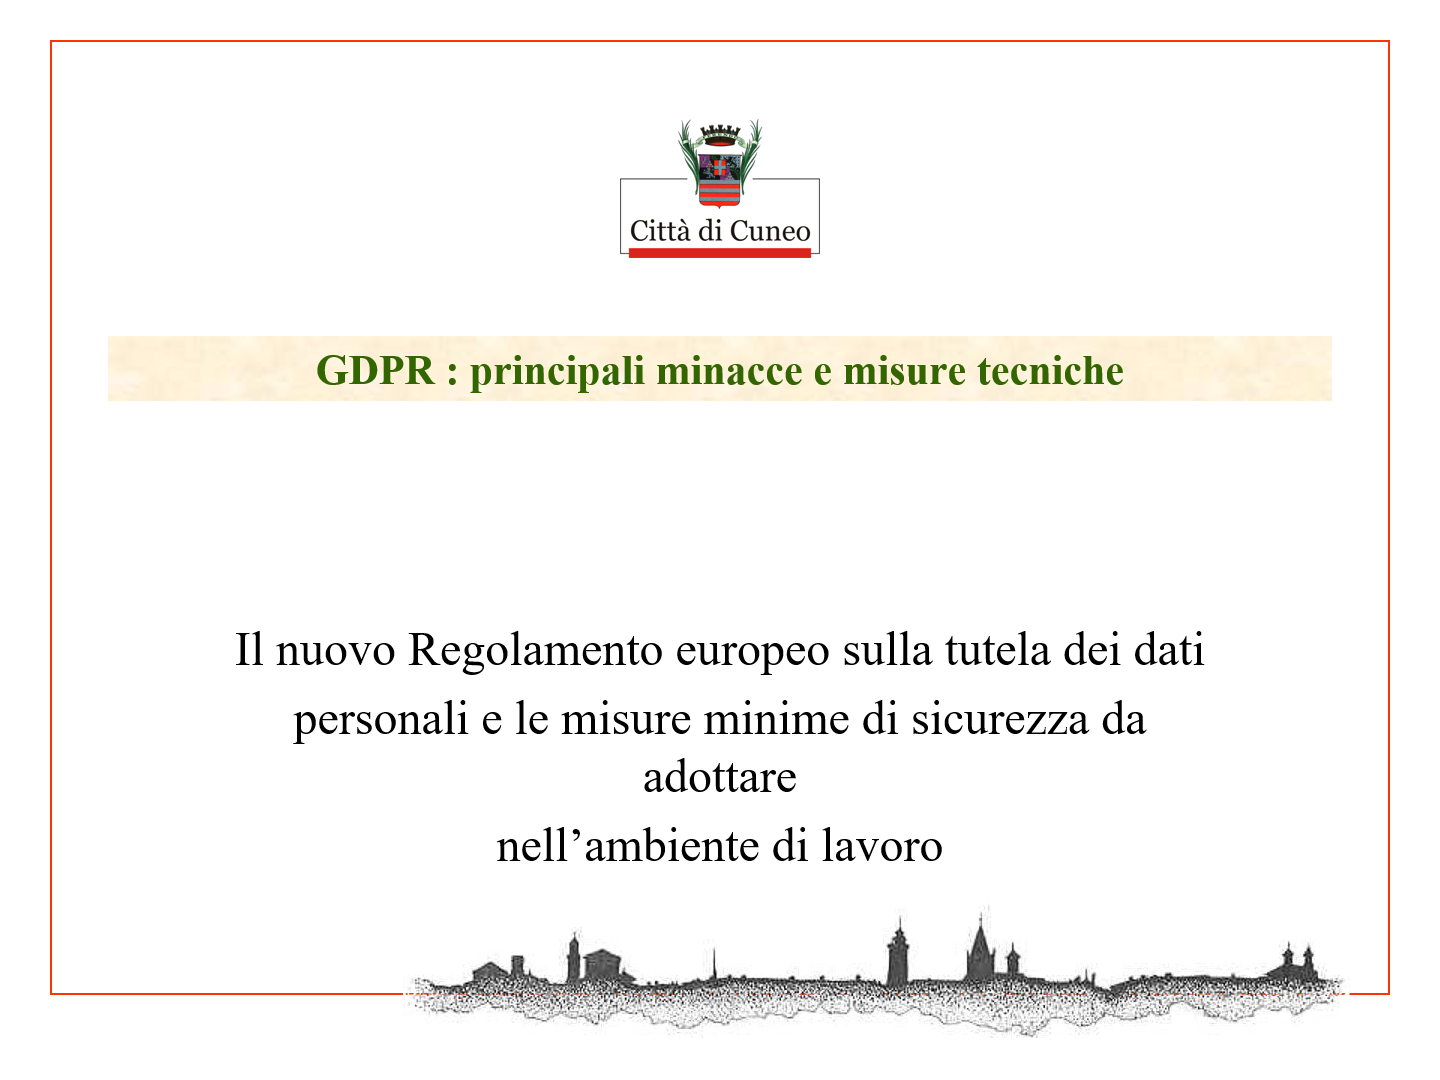 Città di Cuneo
GDPR : principali minacce e misure tecniche
Il nuovo Regolamento europeo sulla tutela dei dati
personali e le misure minime di sicurezza da
adottare
nell’ambiente di lavoro